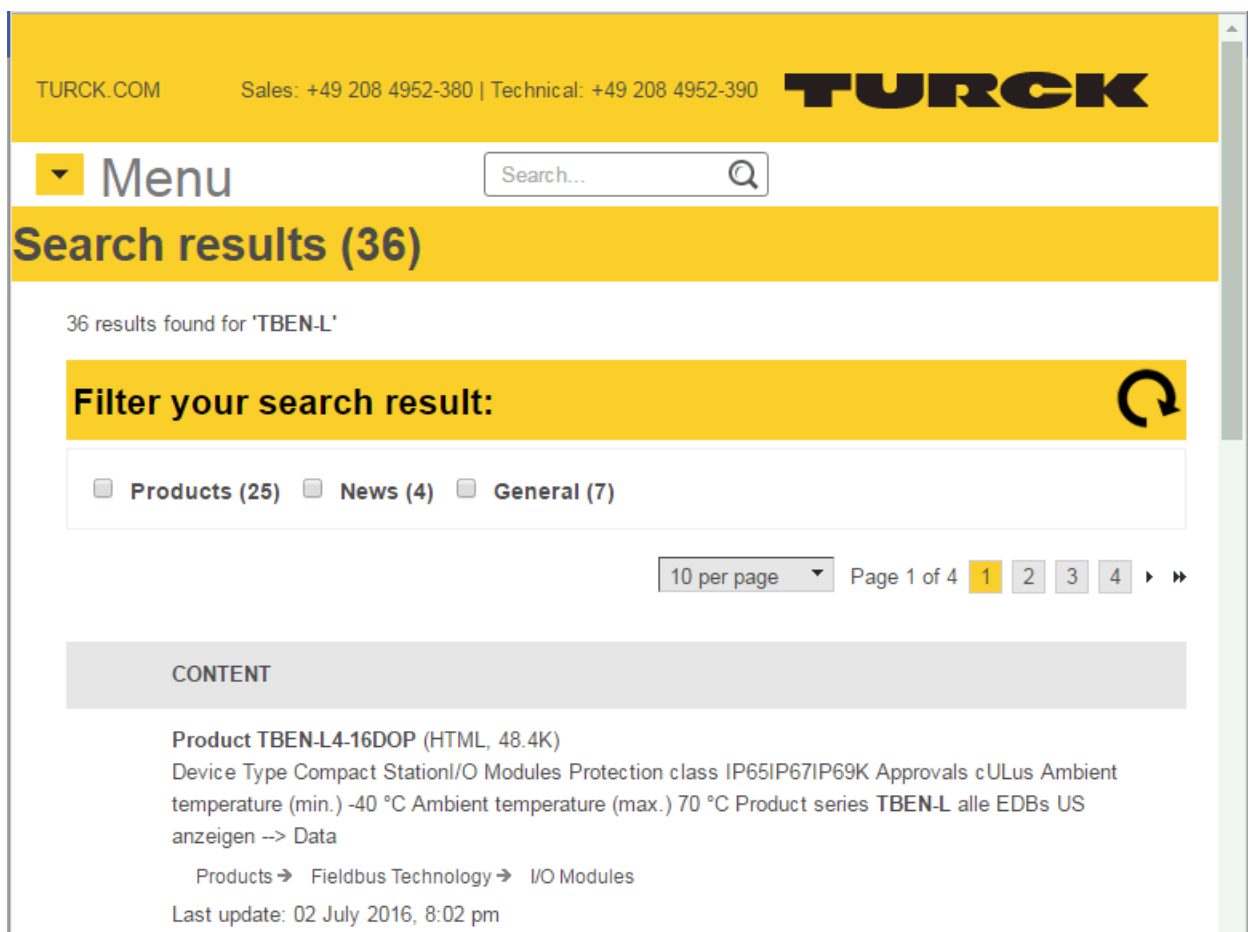 TURCK.COM Sales: +49 208 4952-380 | Technical: +49 208 4952-390 TURCK
Menu Search...
Search results (36)
36 results found for 'TBEN-L'
Filter your search result:
Products (25) News (4) General (7)
10 per page Page 1 of 4 1 2 3 4
CONTENT
Product TBEN-L4-16DOP (HTML, 48.4K)
Device Type Compact StationI/O Modules Protection class IP65IP67IP69K Approvals cULus Ambient
temperature (min.) -40 °C Ambient temperature (max.) 70 °C Product series TBEN-L alle EDBs US
anzeigen --> Data
Products → Fieldbus Technology → I/O Modules
Last update: 02 July 2016, 8:02 pm